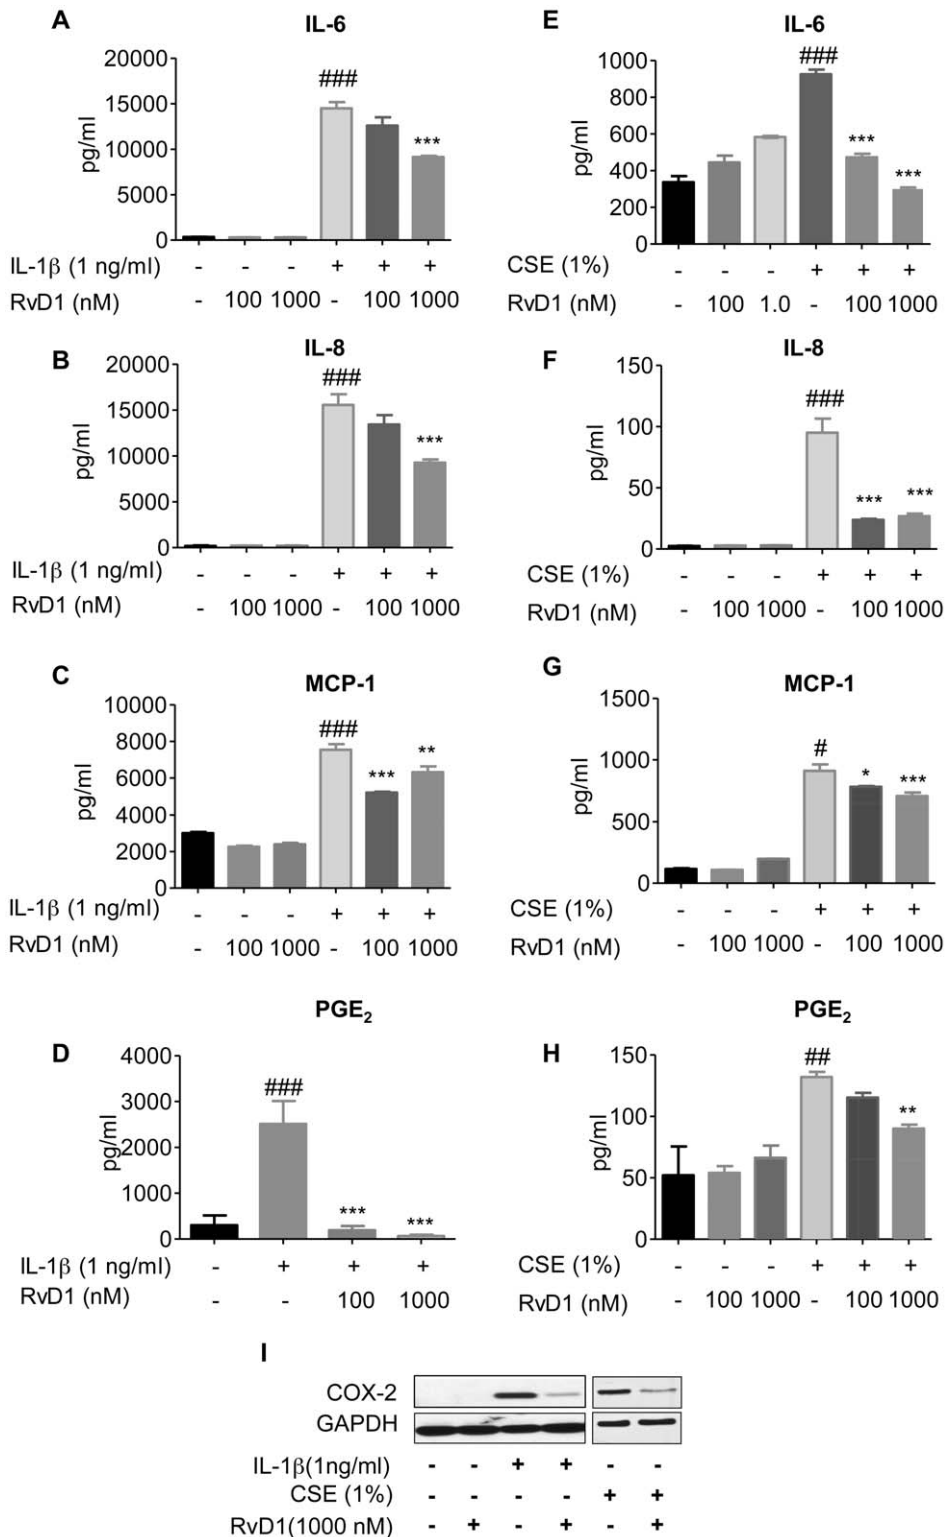 A
IL-6
20000
15000
10000
5000
0
pg/ml
###
***
IL-1β (1 ng/ml) - - - + + +
RvD1 (nM) - 100 1000 - 100 1000
B
IL-8
20000
15000
10000
5000
0
pg/ml
###
***
IL-1β (1 ng/ml) - - - + + +
RvD1 (nM) - 100 1000 - 100 1000
C
MCP-1
10000
8000
6000
4000
2000
0
pg/ml
###
***
**
IL-1β (1 ng/ml) - - - + + +
RvD1 (nM) - 100 1000 - 100 1000
PGE2
D
4000
3000
2000
1000
0
pg/ml
###
***
***
IL-1β (1 ng/ml) - + + +
RvD1 (nM) - - 100 1000
E
IL-6
1000
800
600
400
200
0
pg/ml
###
***
***
CSE (1%) - - - + + +
RvD1 (nM) - 100 1.0 - 100 1000
F
IL-8
150
100
50
0
pg/ml
###
***
***
CSE (1%) - - - + + +
RvD1 (nM) - 100 1000 - 100 1000
G
MCP-1
1500
1000
500
0
pg/ml
#
*
***
CSE (1%) - - - + + +
RvD1 (nM) - 100 1000 - 100 1000
PGE2
H
150
100
50
0
pg/ml
##
**
CSE (1%) - - - + + +
RvD1 (nM) - 100 1000 - 100 1000
I
COX-2
GAPDH
IL-1β(1ng/ml) - - + + - -
CSE (1%) - - - - + +
RvD1(1000 nM) - + - + - +